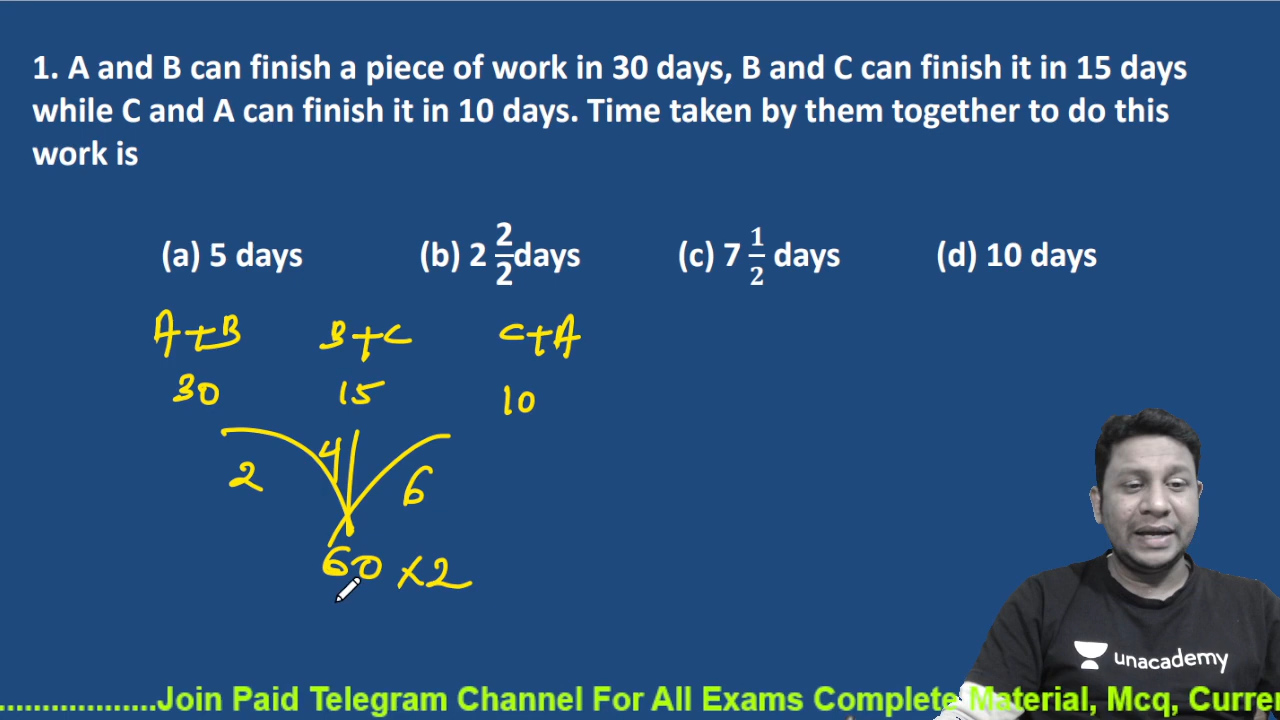 1. A and B can finish a piece of work in 30 days, B and C can finish it in 15 days
while C and A can finish it in 10 days. Time taken by them together to do this
work is
(a) 5 days (b) 2 2/2 days (c) 7 1/2 days (d) 10 days
A+B B+C C+A
30 15 10
2 4 6
60 ×2
unacademy
..................Join Paid Telegram Channel For All Exams Complete Material, Mcq, Curre